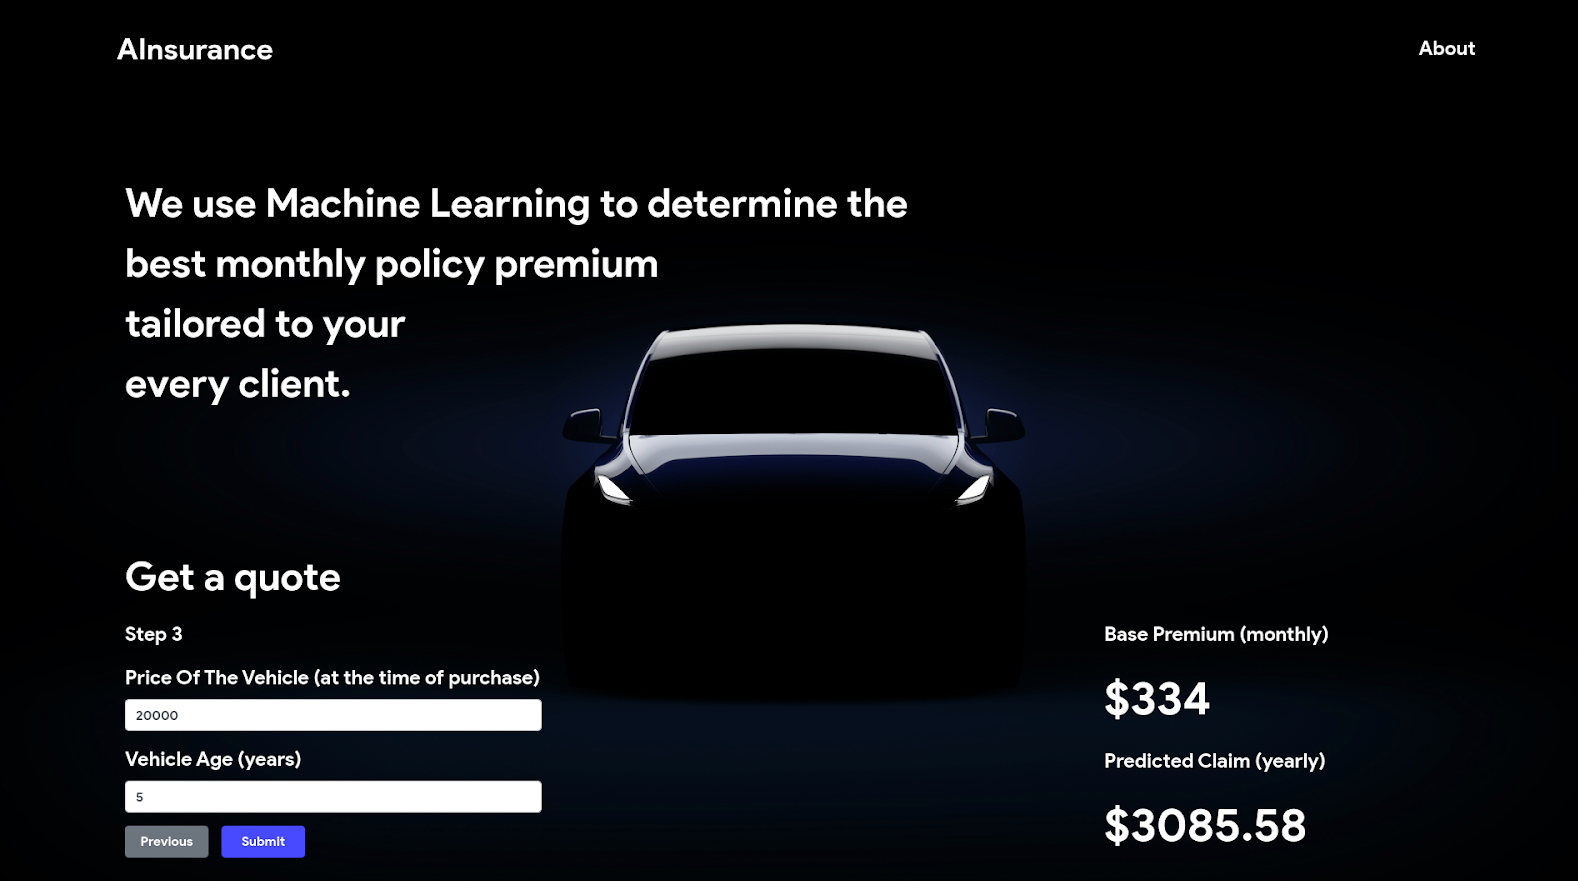 AInsurance
About
We use Machine Learning to determine the
best monthly policy premium
tailored to your
every client.
Get a quote
Step 3
Price Of The Vehicle (at the time of purchase)
20000
Vehicle Age (years)
5
Previous
Submit
Base Premium (monthly)
$334
Predicted Claim (yearly)
$3085.58